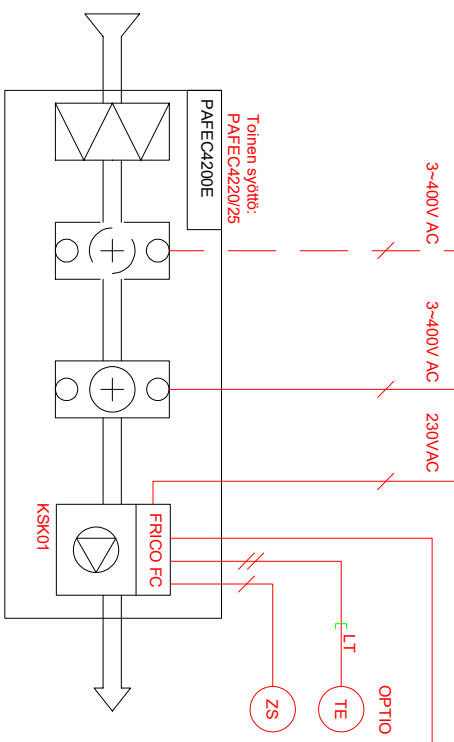 3~400V AC
3~400V AC
230VAC
Toinen syöttö:
PAFEC4220/25
PAFEC4200E
FRICO FC
KSK01
LT
OPTIO
TE
ZS